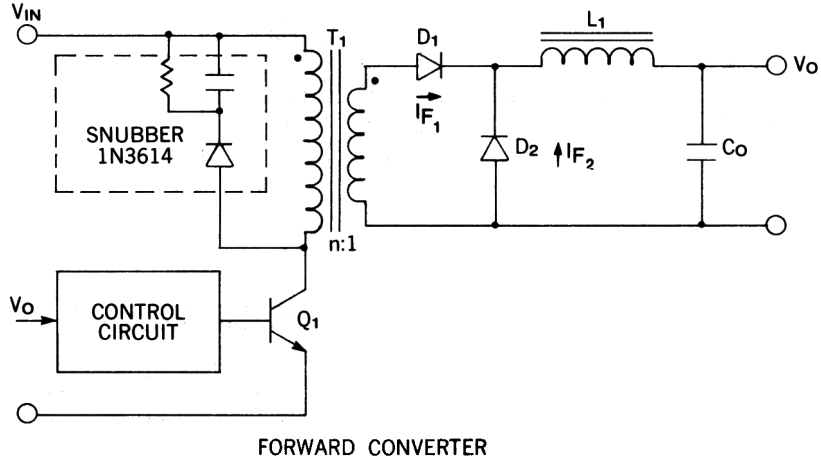 VIN
T1
D1
L1
VO
IF1
SNUBBER
1N3614
D2
IF2
CO
n:1
VO
CONTROL
CIRCUIT
Q1
FORWARD CONVERTER